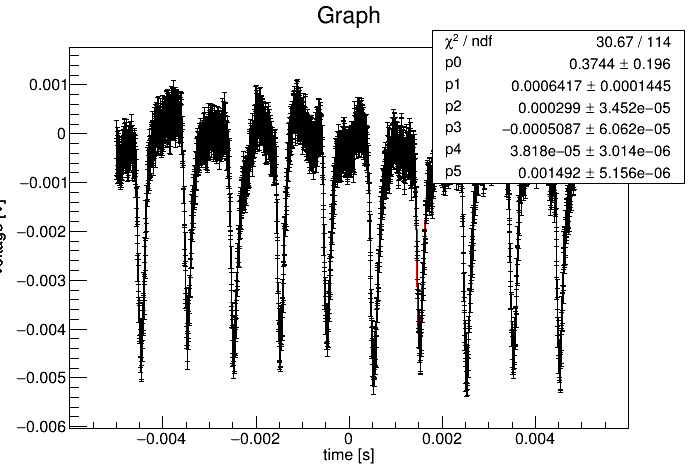 Graph
χ² / ndf 30.67 / 114
p0 0.3744 ± 0.196
p1 0.0006417 ± 0.0001445
p2 0.000299 ± 3.452e−05
p3 −0.0005087 ± 6.062e−05
p4 3.818e−05 ± 3.014e−06
p5 0.001492 ± 5.156e−06
0.001
0
−0.001
−0.002
−0.003
−0.004
−0.005
−0.006
−0.004 −0.002 0 0.002 0.004
time [s]